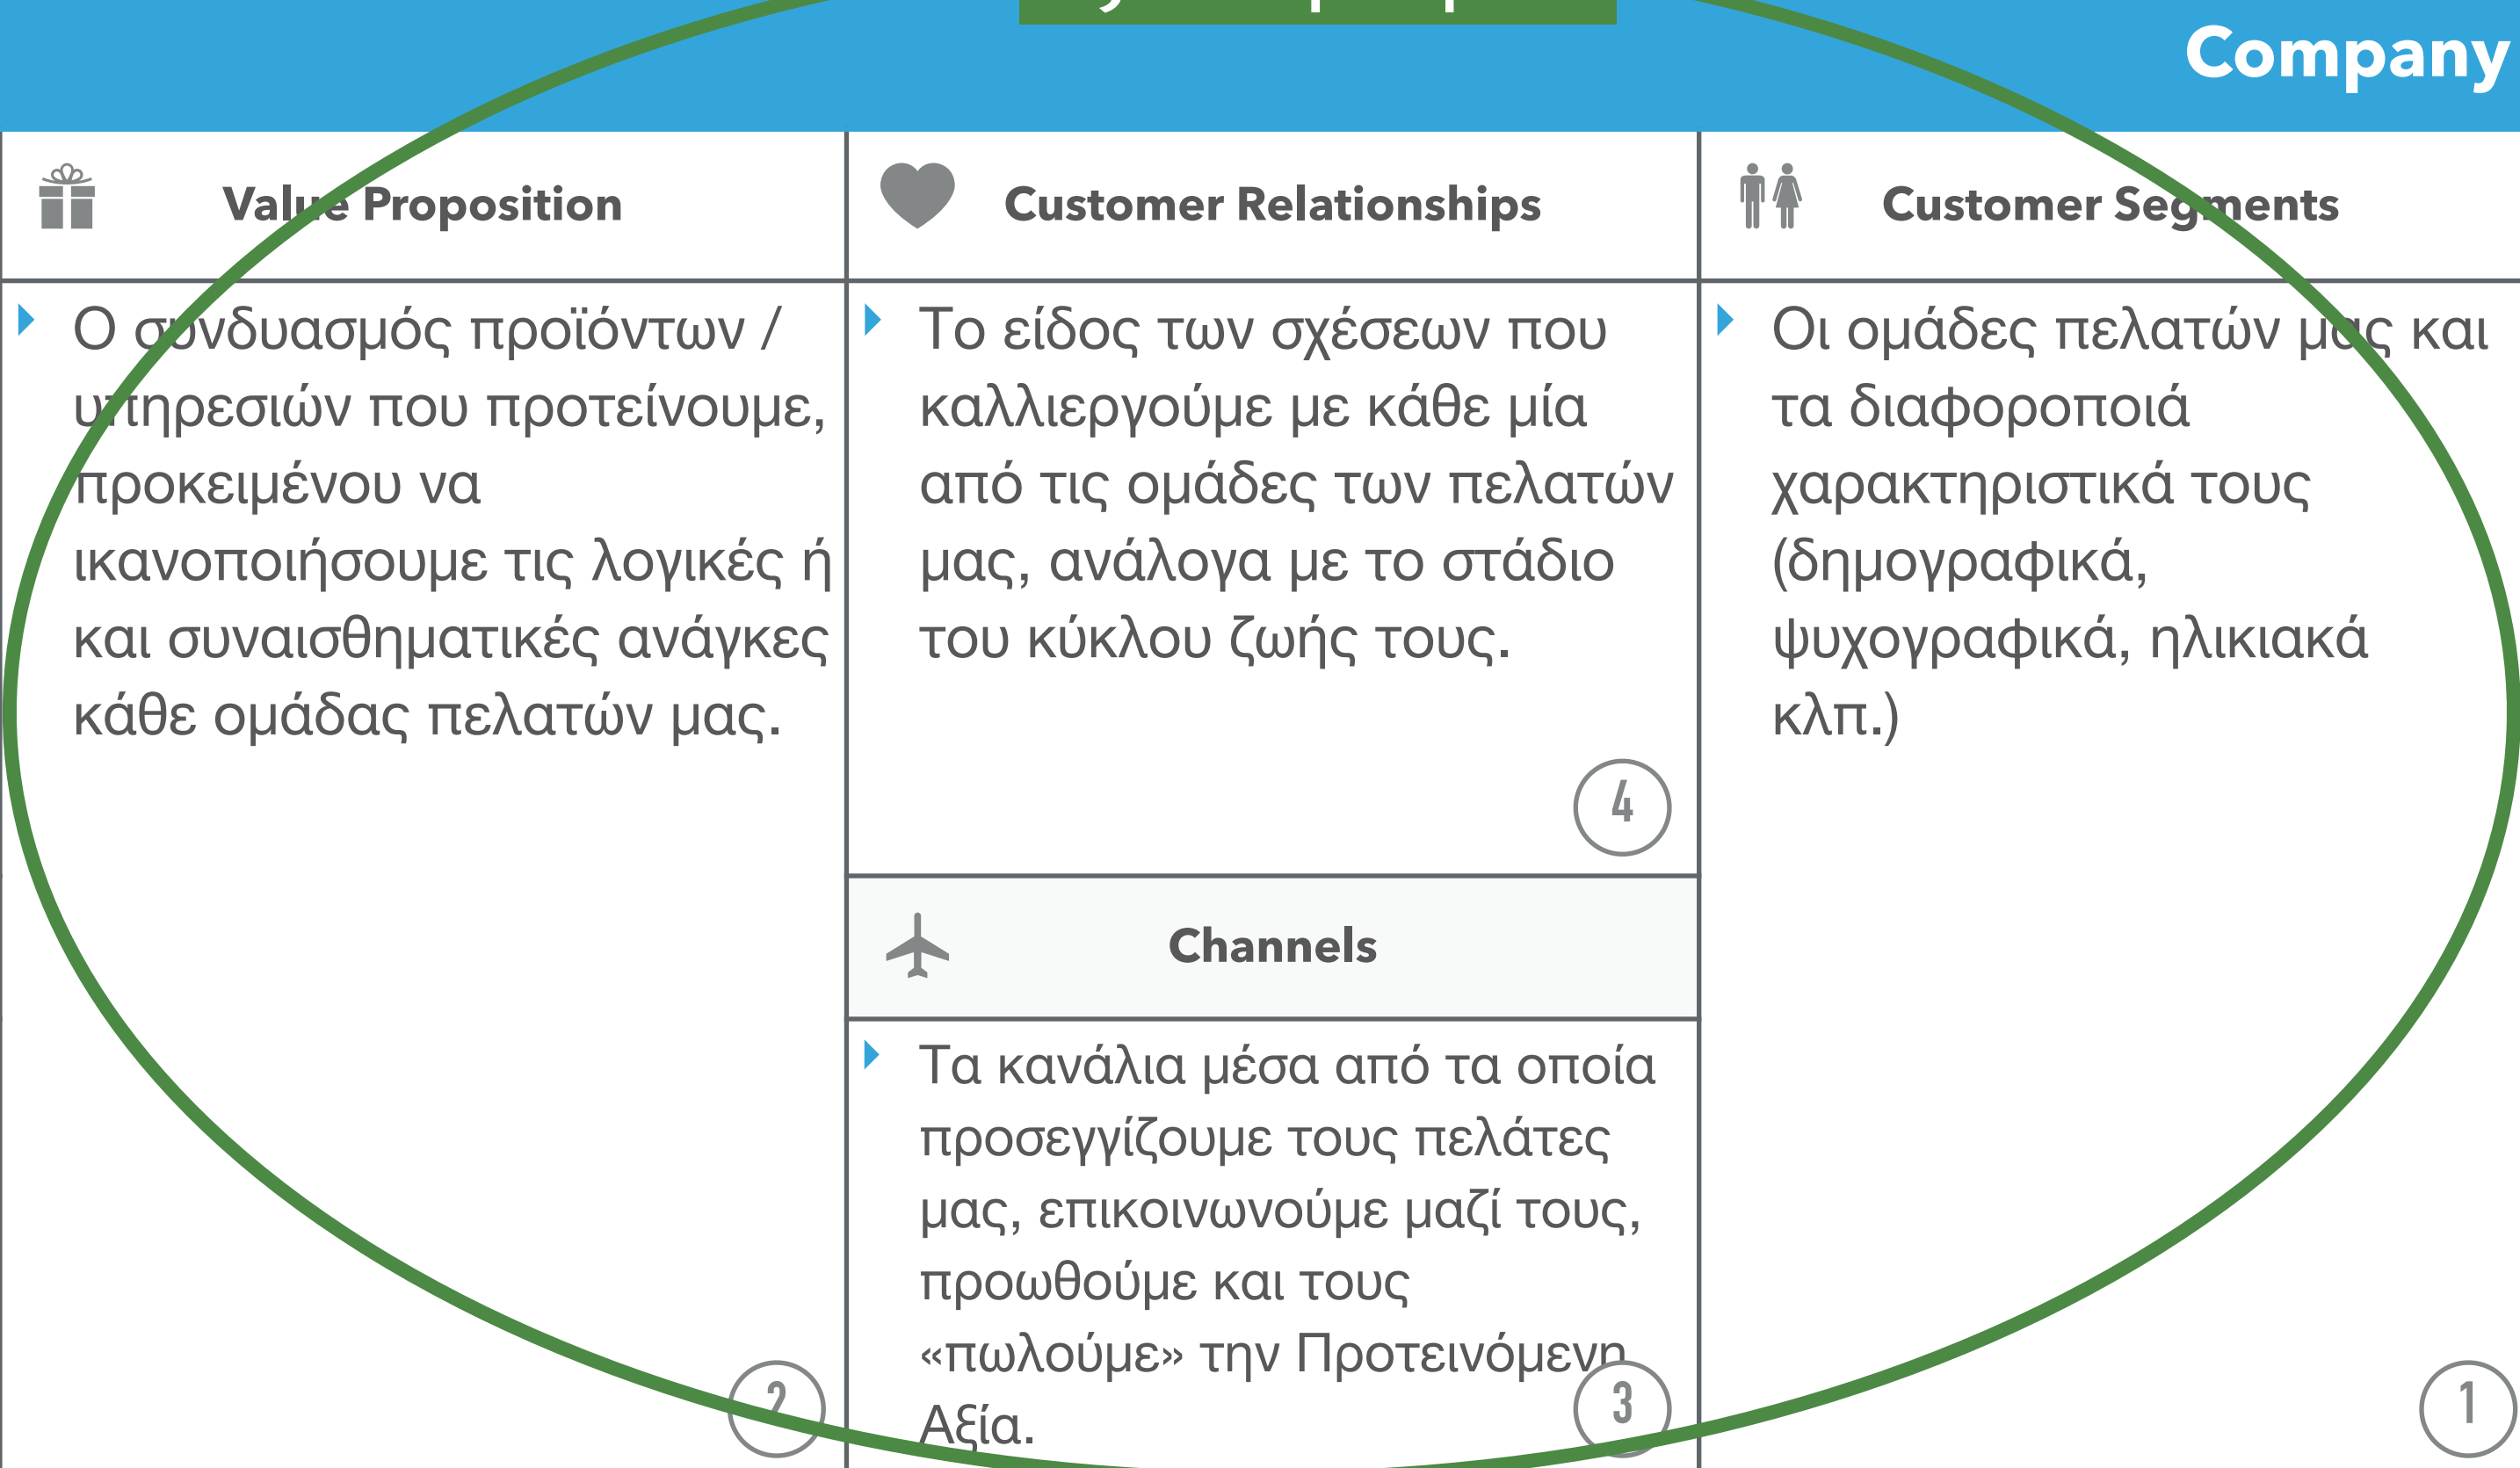 Company
Value Proposition
Ο συνδυασμός προϊόντων /
υπηρεσιών που προτείνουμε,
προκειμένου να
ικανοποιήσουμε τις λογικές ή
και συναισθηματικές ανάγκες
κάθε ομάδας πελατών μας.
2
Customer Relationships
Το είδος των σχέσεων που
καλλιεργούμε με κάθε μία
από τις ομάδες των πελατών
μας, ανάλογα με το στάδιο
του κύκλου ζωής τους.
4
Channels
Τα κανάλια μέσα από τα οποία
προσεγγίζουμε τους πελάτες
μας, επικοινωνούμε μαζί τους,
προωθούμε και τους
«πωλούμε» την Προτεινόμενη
Αξία.
3
Customer Segments
Οι ομάδες πελατών μας και
τα διαφοροποιά
χαρακτηριστικά τους
(δημογραφικά,
ψυχογραφικά, ηλικιακά
κλπ.)
1